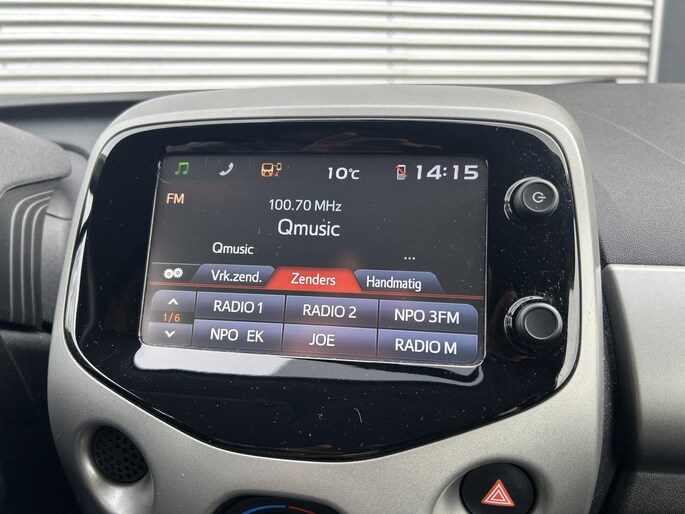 10°C 14:15
FM
100.70 MHz
Qmusic
Qmusic ...
Vrk.zend. Zenders Handmatig
RADIO 1 RADIO 2 NPO 3FM
1/6
NPO EK JOE RADIO M